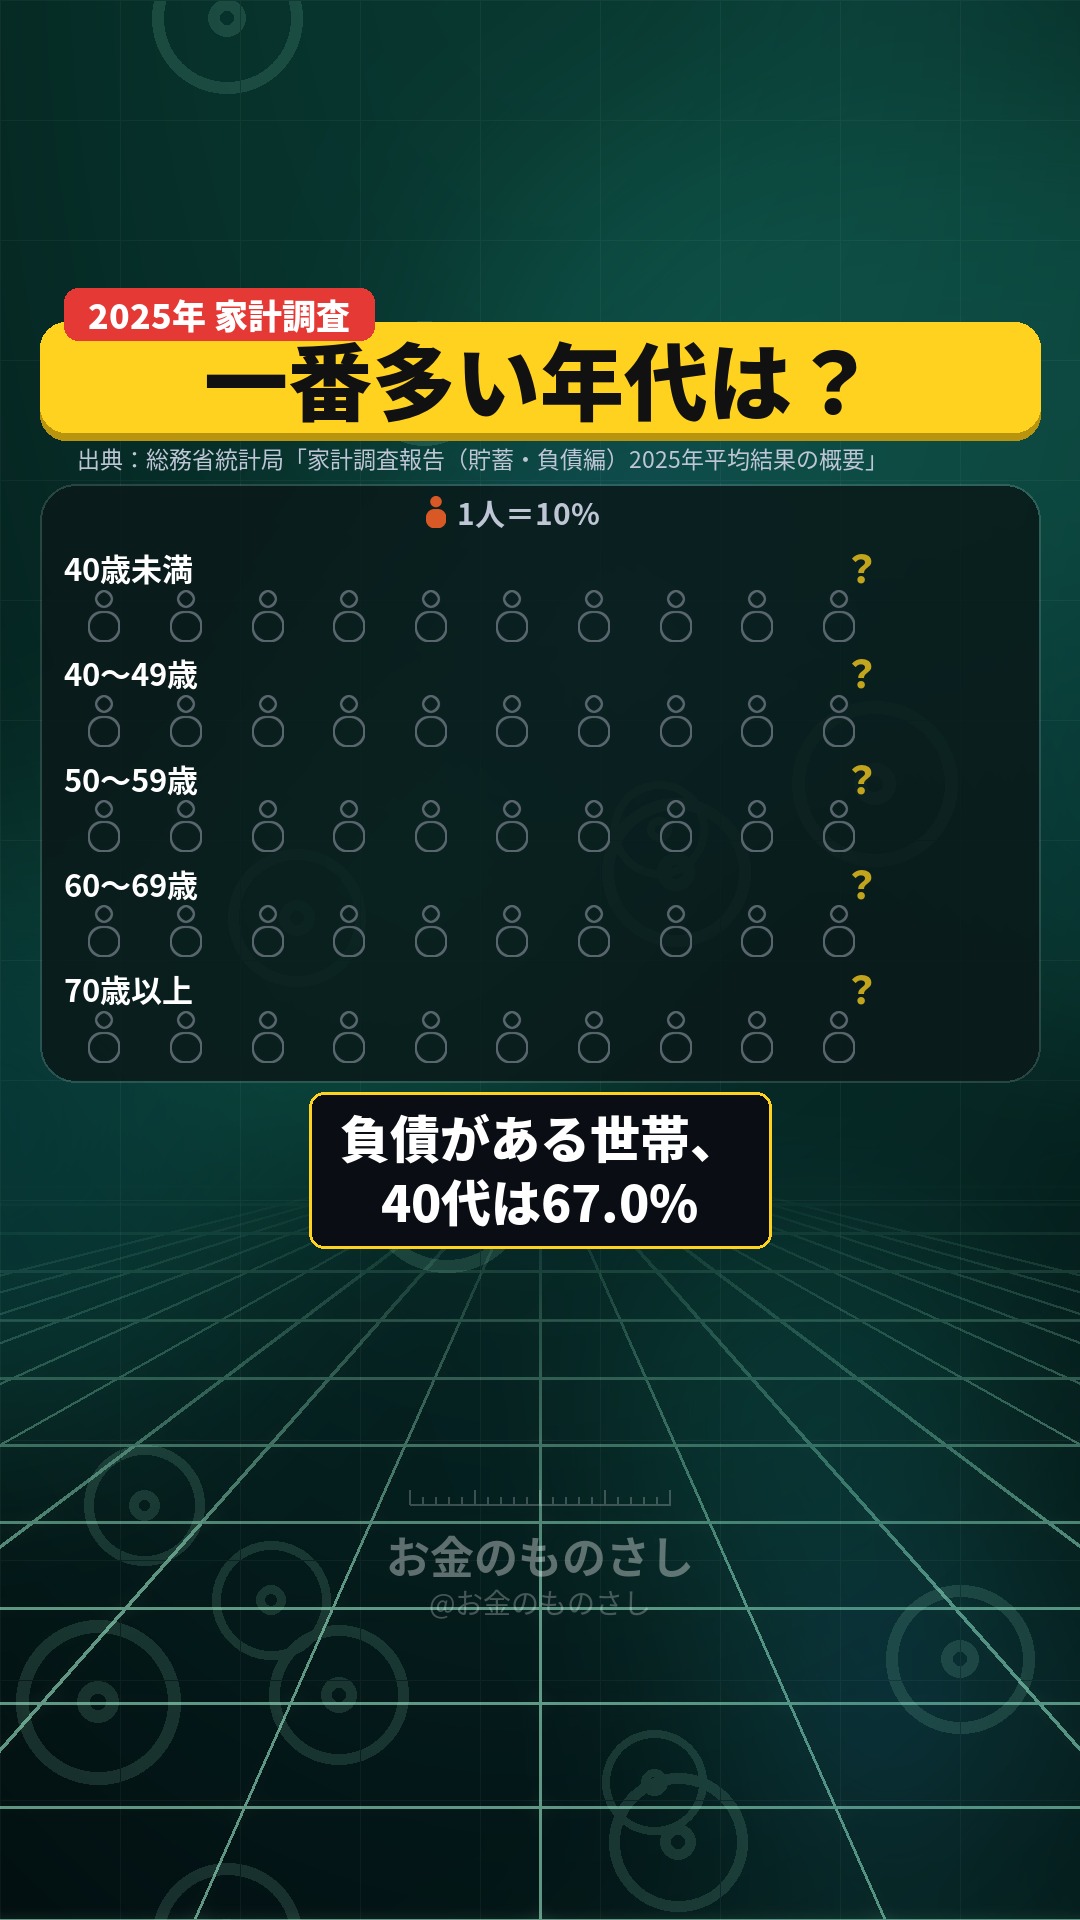 2025年 家計調査
一番多い年代は？
出典：総務省統計局「家計調査報告（貯蓄・負債編）2025年平均結果の概要」
1人＝10%
40歳未満 ？
40〜49歳 ？
50〜59歳 ？
60〜69歳 ？
70歳以上 ？
負債がある世帯、
40代は67.0%
お金のものさし
@お金のものさし